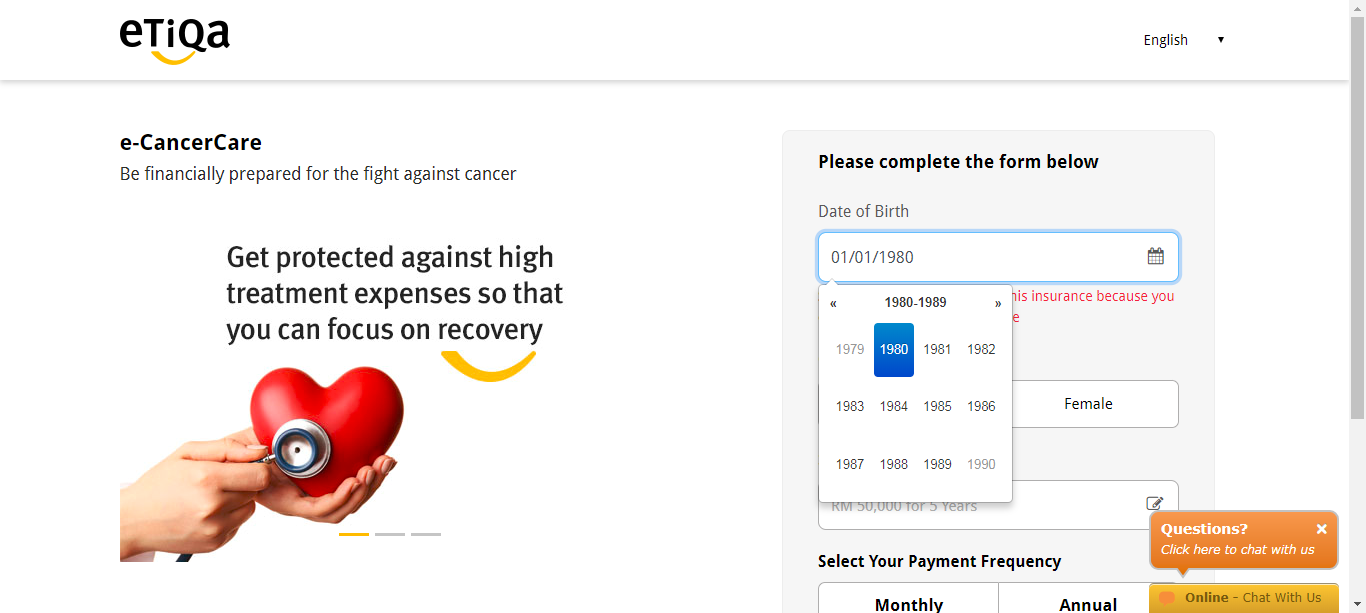 eTiQa
English
e-CancerCare
Be financially prepared for the fight against cancer
Get protected against high
treatment expenses so that
you can focus on recovery
Please complete the form below
Date of Birth
01/01/1980
his insurance because you
e
« 1980-1989 »
1979 1980 1981 1982
1983 1984 1985 1986
1987 1988 1989 1990
Female
RM 50,000 for 5 Years
Select Your Payment Frequency
Monthly Annual
Questions? ×
Click here to chat with us
Online - Chat With Us